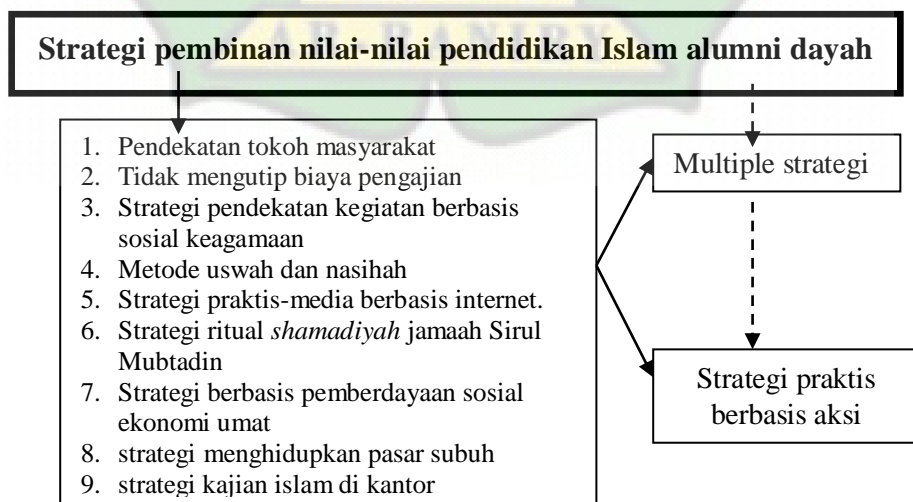 AR-RANIRY
Strategi pembinan nilai-nilai pendidikan Islam alumni dayah
1. Pendekatan tokoh masyarakat
2. Tidak mengutip biaya pengajian
3. Strategi pendekatan kegiatan berbasis
sosial keagamaan
4. Metode uswah dan nasihah
5. Strategi praktis-media berbasis internet.
6. Strategi ritual shamadiyah jamaah Sirul
Mubtadin
7. Strategi berbasis pemberdayaan sosial
ekonomi umat
8. strategi menghidupkan pasar subuh
9. strategi kajian islam di kantor
Multiple strategi
Strategi praktis
berbasis aksi